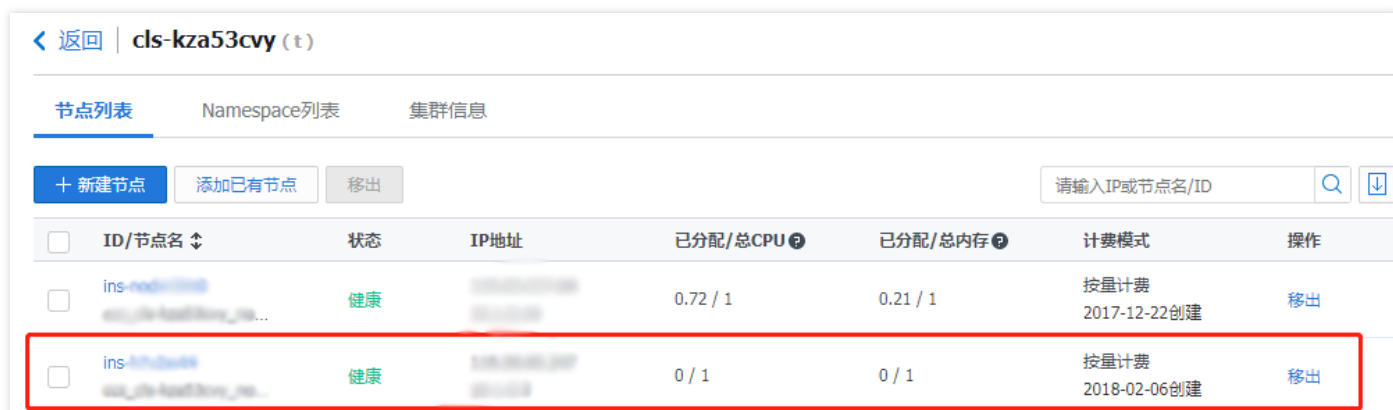 返回 cls-kza53cvy(t)
节点列表 Namespace列表 集群信息
+ 新建节点 添加已有节点 移出 请输入IP或节点名/ID
ID/节点名 状态 IP地址 已分配/总CPU 已分配/总内存 计费模式 操作
ins- 健康 0.72 / 1 0.21 / 1 按量计费 移出
2017-12-22创建
ins- 健康 0 / 1 0 / 1 按量计费 移出
2018-02-06创建